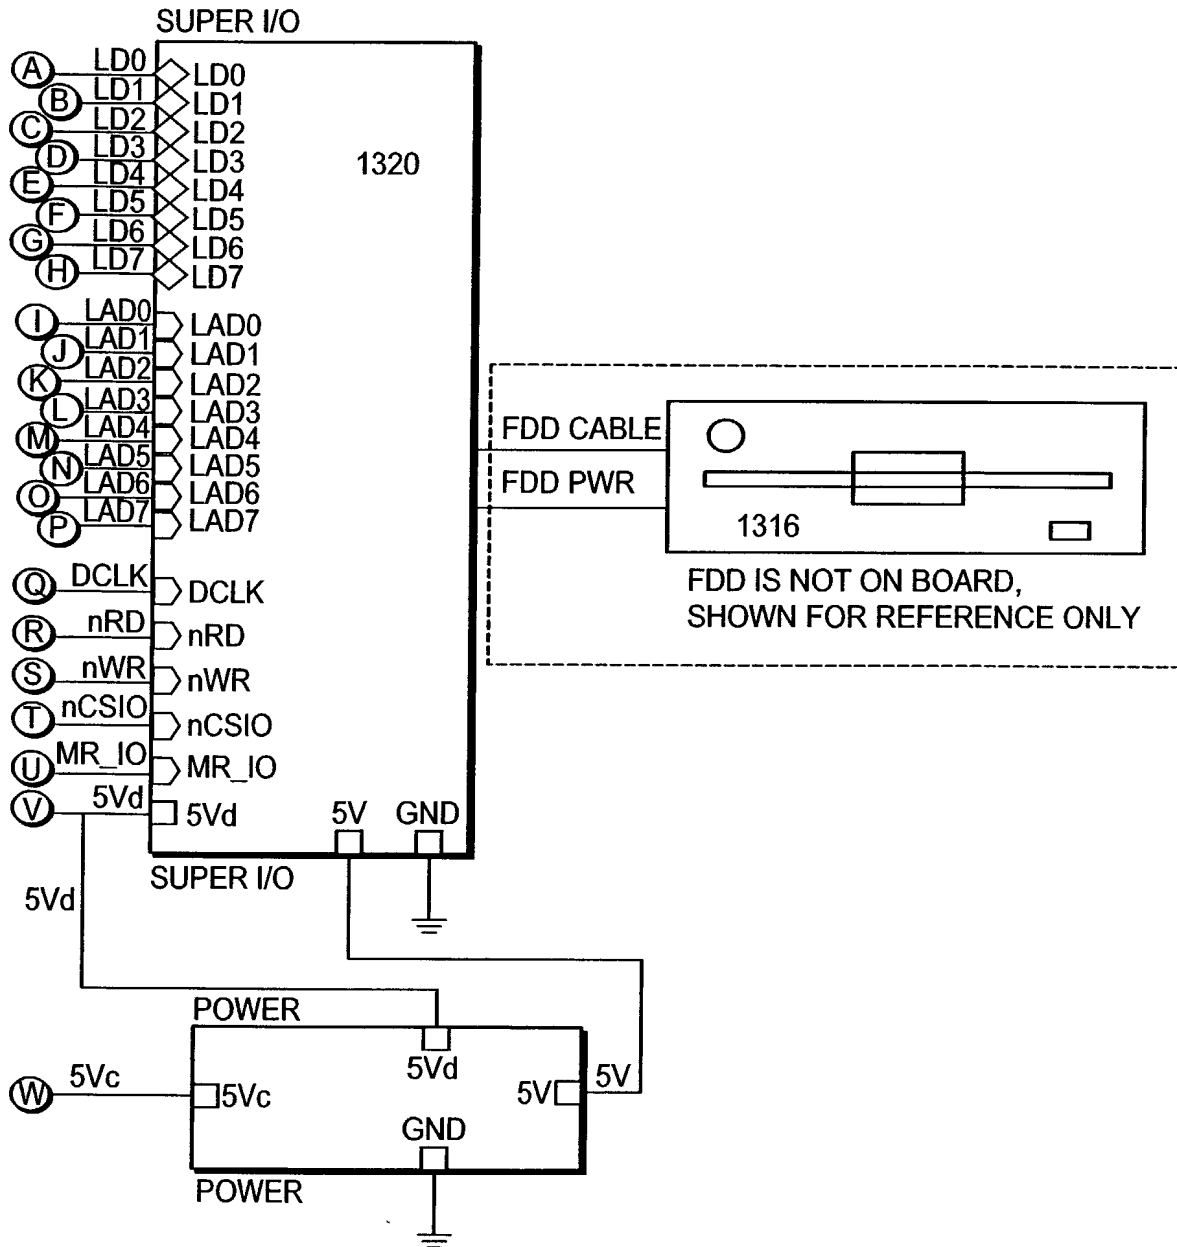 SUPER I/O
A LD0 LD0
B LD1 LD1
C LD2 LD2
D LD3 LD3
E LD4 LD4
F LD5 LD5
G LD6 LD6
H LD7 LD7
1320
I LAD0 LAD0
J LAD1 LAD1
K LAD2 LAD2
L LAD3 LAD3
M LAD4 LAD4
N LAD5 LAD5
O LAD6 LAD6
P LAD7 LAD7
FDD CABLE
FDD PWR
1316
FDD IS NOT ON BOARD,
SHOWN FOR REFERENCE ONLY
Q DCLK DCLK
R nRD nRD
S nWR nWR
T nCSIO nCSIO
U MR_IO MR_IO
V 5Vd 5Vd
5V GND
SUPER I/O
5Vd
POWER
5Vd
W 5Vc 5Vc
5V 5V
GND
POWER